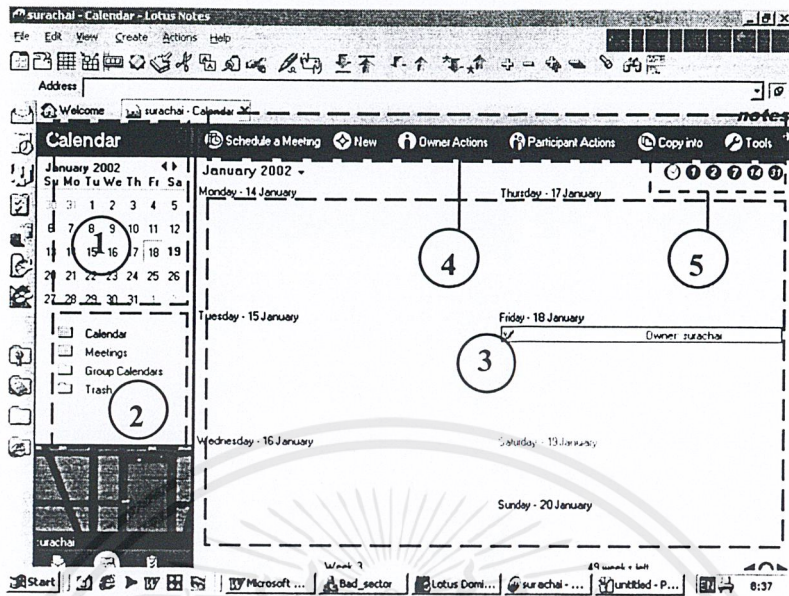 surachai - Calendar - Lotus Notes
File Edit View Create Actions Help
Address
Welcome surachai - Calendar
notes
Calendar
Schedule a Meeting New Owner Actions Participant Actions Copy into Tools
January 2002
Su Mo Tu We Th Fr Sa
30 31 1 2 3 4 5
6 7 8 9 10 11 12
13 14 15 16 17 18 19
20 21 22 23 24 25 26
27 28 29 30 31
1
Calendar
Meetings
Group Calendars
Trash
2
surachai
January 2002
1 2 7 14 31
Monday - 14 January
Thursday - 17 January
4
5
Tuesday - 15 January
Friday - 18 January
Owner: surachai
3
Wednesday - 16 January
Saturday - 19 January
Sunday - 20 January
Week 3
49 weeks left
Start Microsoft ... Bad_sector Lotus Domi... surachai - ... untitled - P... 8:37